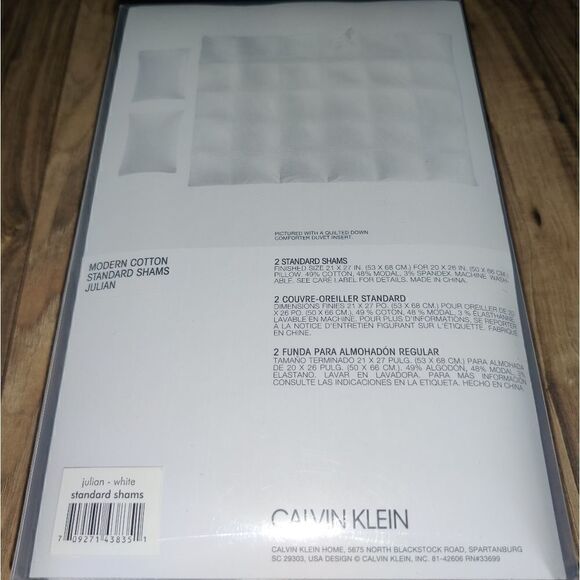 PICTURED WITH A QUILTED DOWN
COMFORTER DUVET INSERT.
MODERN COTTON
STANDARD SHAMS
JULIAN
2 STANDARD SHAMS
FINISHED SIZE 21 X 27 IN. (53 X 68 CM.) FOR 20 X 26 IN. (50 X 66 CM.)
PILLOW. 49% COTTON, 48% MODAL, 3% SPANDEX. MACHINE WASH-
ABLE. SEE CARE LABEL FOR DETAILS. MADE IN CHINA.
2 COUVRE-OREILLER STANDARD
DIMENSIONS FINIES 21 X 27 PO. (53 X 68 CM.) POUR OREILLER DE 20
X 26 PO. (50 X 66 CM.). 49 % COTON, 48 % MODAL, 3 % ÉLASTHANNE.
LAVABLE EN MACHINE. POUR PLUS D'INFORMATIONS, SE REPORTER
À LA NOTICE D'ENTRETIEN FIGURANT SUR L'ÉTIQUETTE. FABRIQUÉ
EN CHINE.
2 FUNDA PARA ALMOHADÓN REGULAR
TAMAÑO TERMINADO 21 X 27 PULG. (53 X 68 CM.) PARA ALMOHADA
DE 20 X 26 PULG. (50 X 66 CM.). 49% ALGODÓN, 48% MODAL, 3%
ELASTANO. LAVAR EN LAVADORA. PARA MÁS INFORMACIÓN
CONSULTE LAS INDICACIONES EN LA ETIQUETA. HECHO EN CHINA.
julian - white
standard shams
7 09271 43835 1
CALVIN KLEIN
CALVIN KLEIN HOME, 5675 NORTH BLACKSTOCK ROAD, SPARTANBURG
SC 29303, USA DESIGN © CALVIN KLEIN, INC. 81-42606 RN#33699